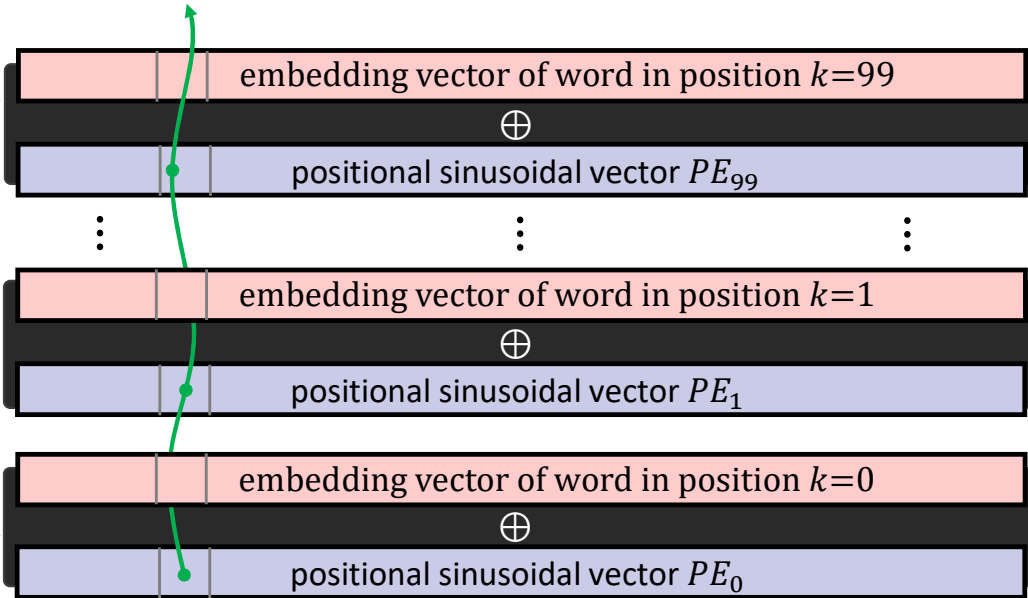 embedding vector of word in position k=99
⊕
positional sinusoidal vector PE₉₉
⋮ ⋮ ⋮
embedding vector of word in position k=1
⊕
positional sinusoidal vector PE₁
embedding vector of word in position k=0
⊕
positional sinusoidal vector PE₀